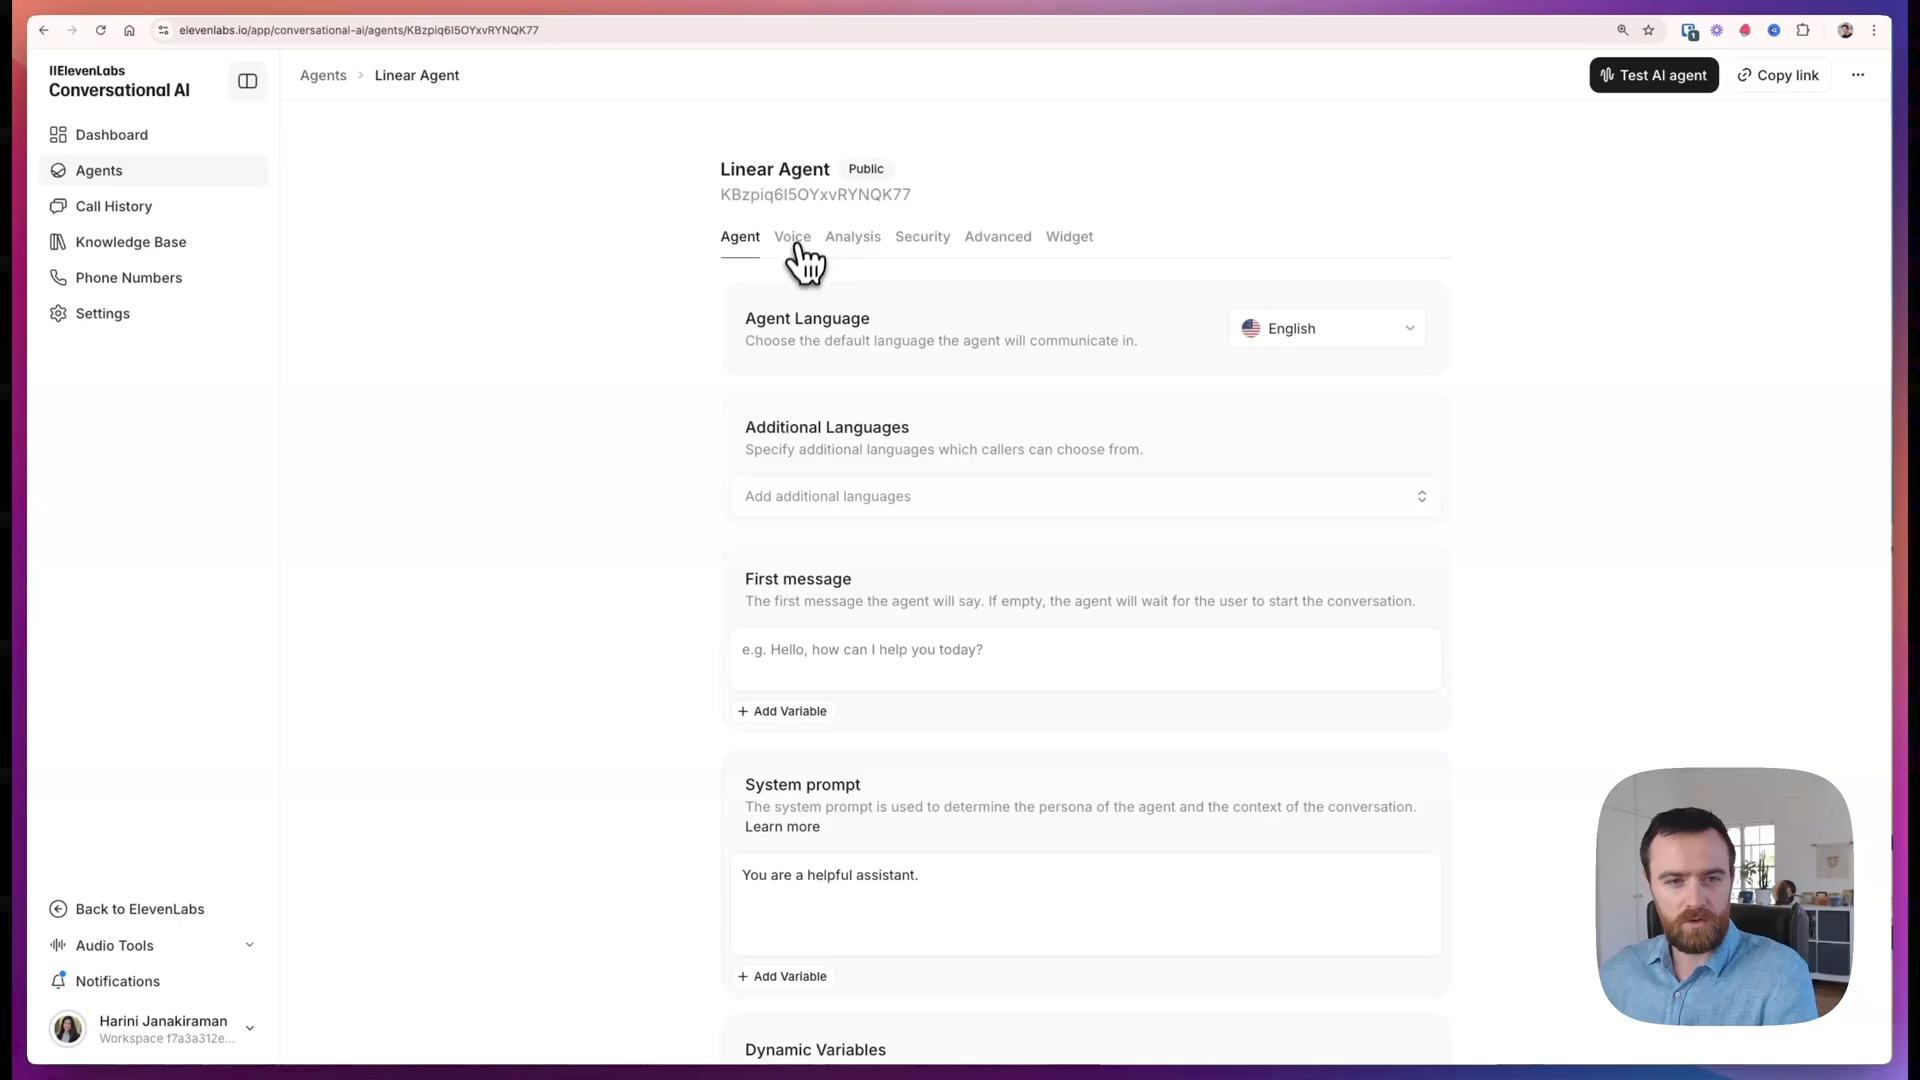 elevenlabs.io/app/conversational-ai/agents/KBzpiq6I5OYxvRYNQK77
1
IIElevenLabs
Conversational AI
Agents > Linear Agent
Test AI agent
Copy link
Dashboard
Agents
Call History
Knowledge Base
Phone Numbers
Settings
Linear Agent Public
KBzpiq6I5OYxvRYNQK77
Agent Voice Analysis Security Advanced Widget
Agent Language
Choose the default language the agent will communicate in.
English
Additional Languages
Specify additional languages which callers can choose from.
Add additional languages
First message
The first message the agent will say. If empty, the agent will wait for the user to start the conversation.
e.g. Hello, how can I help you today?
+ Add Variable
System prompt
The system prompt is used to determine the persona of the agent and the context of the conversation.
Learn more
You are a helpful assistant.
+ Add Variable
Dynamic Variables
Back to ElevenLabs
Audio Tools
Notifications
Harini Janakiraman
Workspace f7a3a312e...